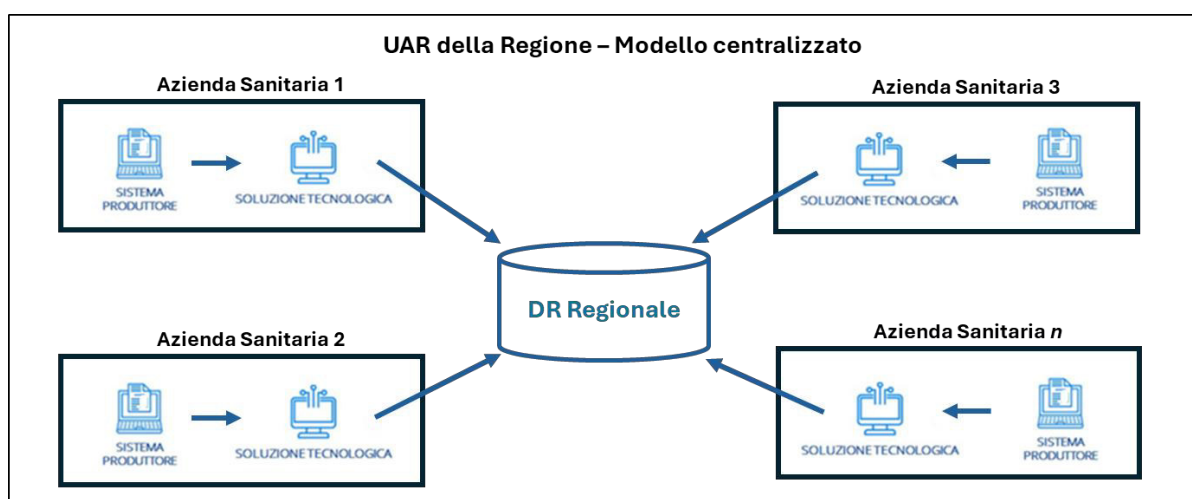 UAR della Regione – Modello centralizzato
Azienda Sanitaria 1
SISTEMA
PRODUTTORE
SOLUZIONE TECNOLOGICA
Azienda Sanitaria 3
SOLUZIONE TECNOLOGICA
SISTEMA
PRODUTTORE
DR Regionale
Azienda Sanitaria 2
SISTEMA
PRODUTTORE
SOLUZIONE TECNOLOGICA
Azienda Sanitaria n
SOLUZIONE TECNOLOGICA
SISTEMA
PRODUTTORE